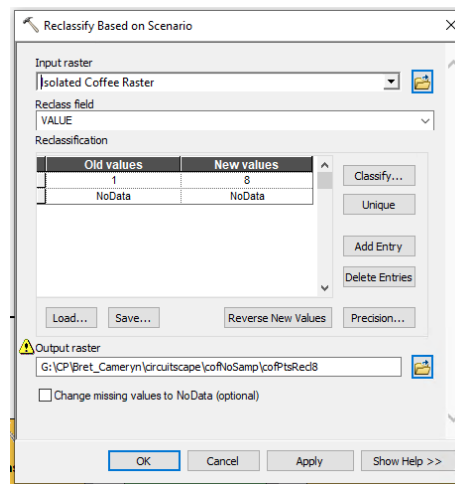 Reclassify Based on Scenario
Input raster
Isolated Coffee Raster
Reclass field
VALUE
Reclassification
Old values New values
1 8
NoData NoData
Classify...
Unique
Add Entry
Delete Entries
Load... Save... Reverse New Values Precision...
Output raster
G:\CP\Bret_Cameryn\circuitscape\cofNoSamp\cofPtsRecl8
Change missing values to NoData (optional)
OK Cancel Apply Show Help >>